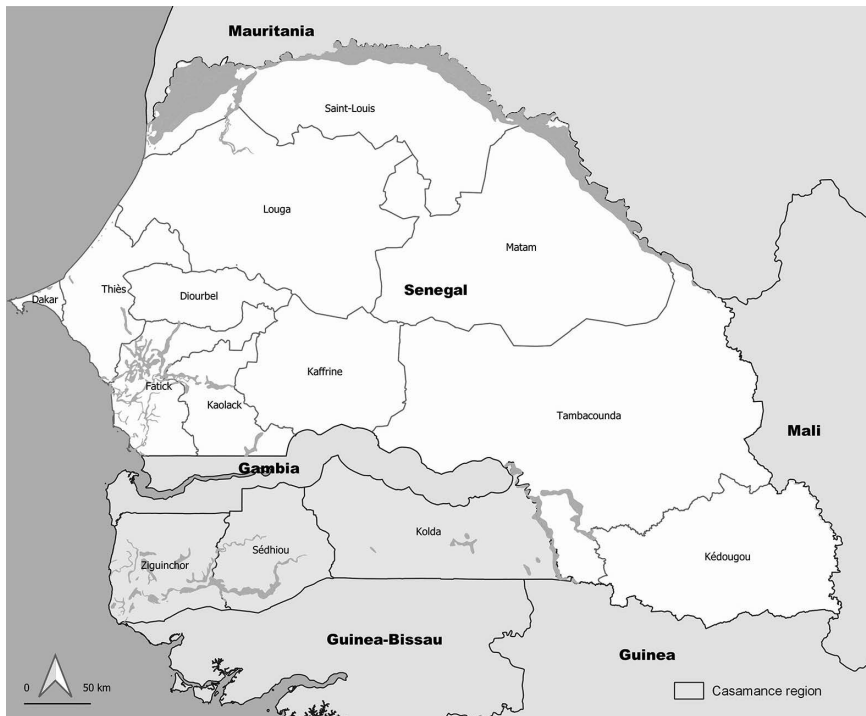 Mauritania
Saint-Louis
Louga
Matam
Senegal
Dakar
Thiès
Diourbel
Kaffrine
Fatick
Kaolack
Tambacounda
Mali
Gambia
Kolda
Sédhiou
Ziguinchor
Kédougou
Guinea-Bissau
Guinea
0 50 km
Casamance region